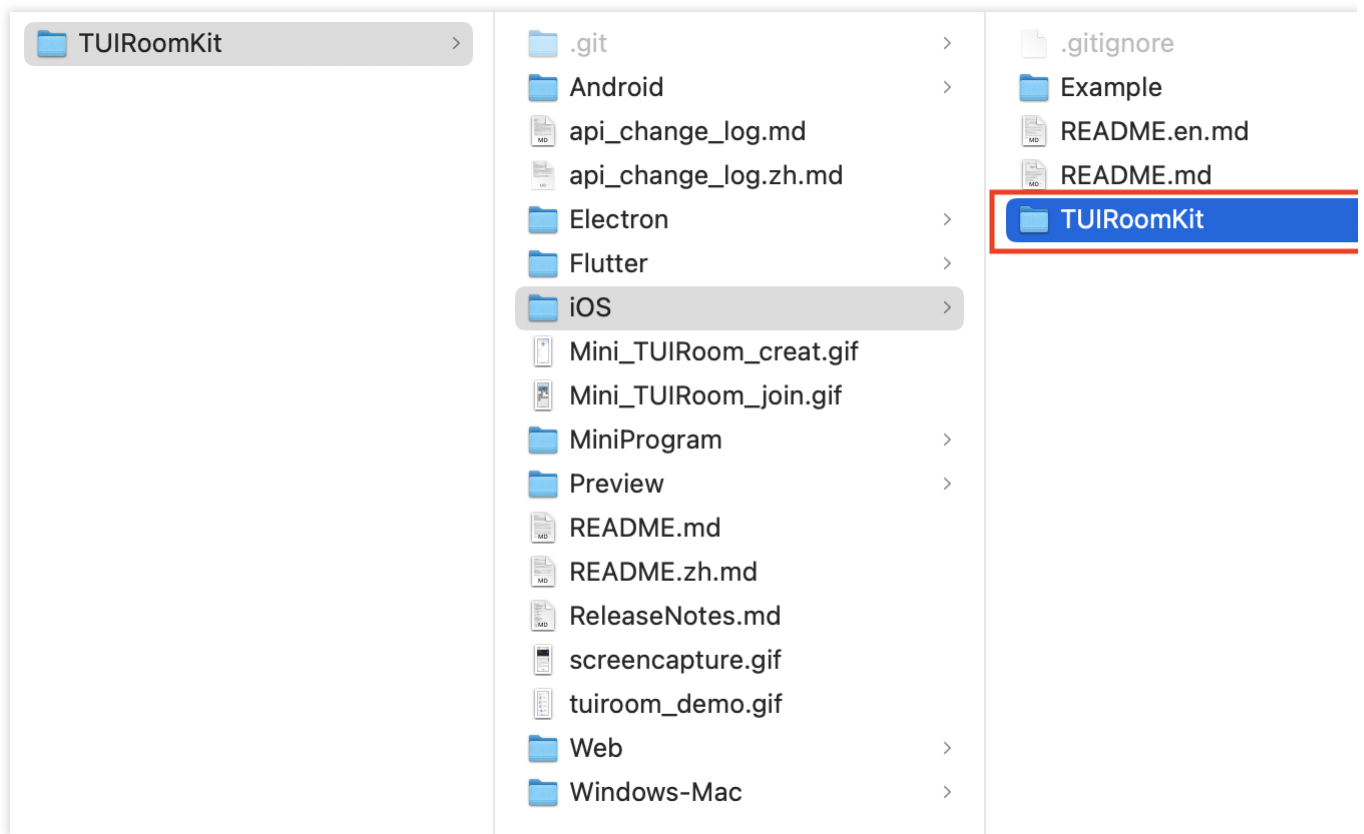 TUIRoomKit
.git
Android
api_change_log.md
api_change_log.zh.md
Electron
Flutter
iOS
Mini_TUIRoom_creat.gif
Mini_TUIRoom_join.gif
MiniProgram
Preview
README.md
README.zh.md
ReleaseNotes.md
screencapture.gif
tuiroom_demo.gif
Web
Windows-Mac
.gitignore
Example
README.en.md
README.md
TUIRoomKit